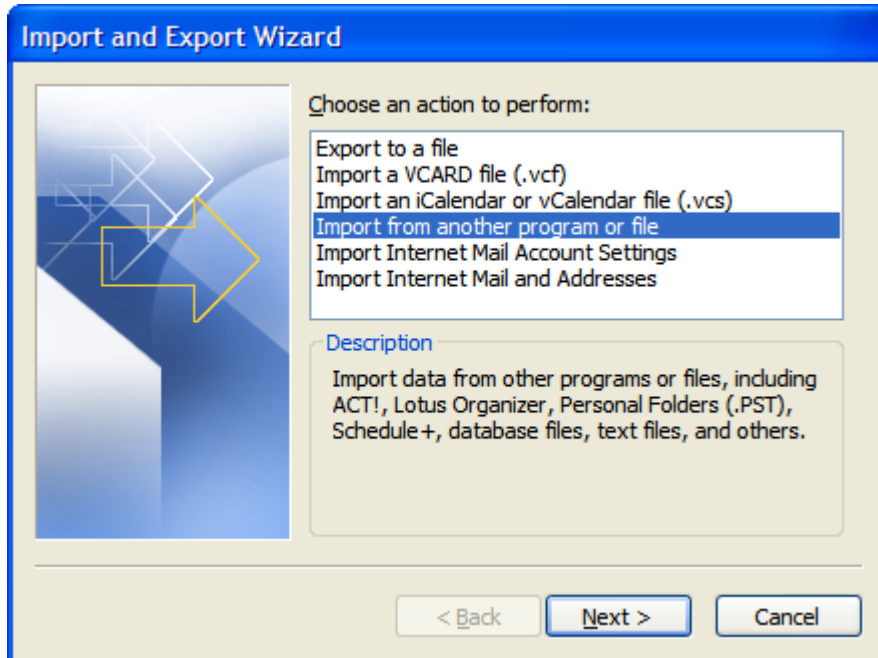 Import and Export Wizard
Choose an action to perform:
Export to a file
Import a VCARD file (.vcf)
Import an iCalendar or vCalendar file (.vcs)
Import from another program or file
Import Internet Mail Account Settings
Import Internet Mail and Addresses
Description
Import data from other programs or files, including
ACT!, Lotus Organizer, Personal Folders (.PST),
Schedule+, database files, text files, and others.
< Back Next > Cancel